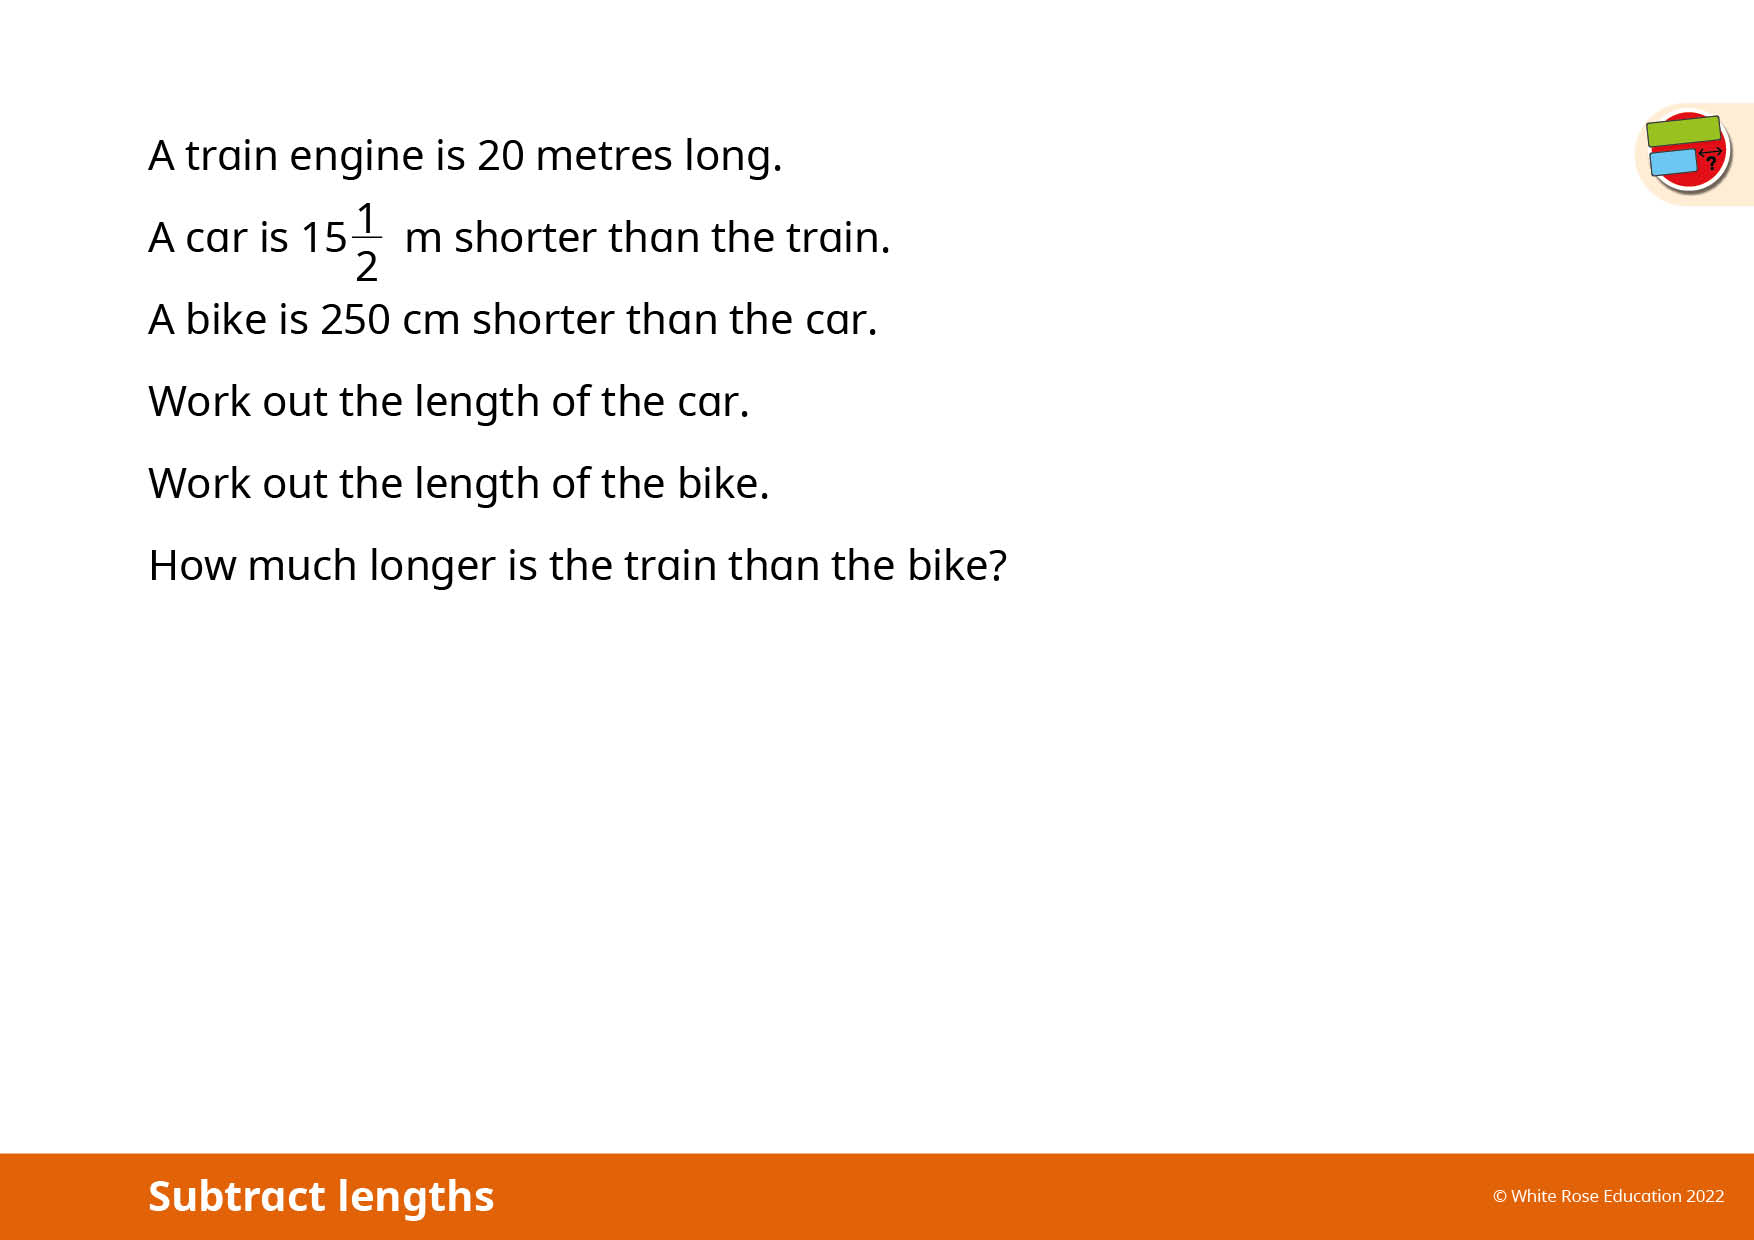 A train engine is 20 metres long.
A car is 15 1/2 m shorter than the train.
A bike is 250 cm shorter than the car.
Work out the length of the car.
Work out the length of the bike.
How much longer is the train than the bike?
?
Subtract lengths
© White Rose Education 2022